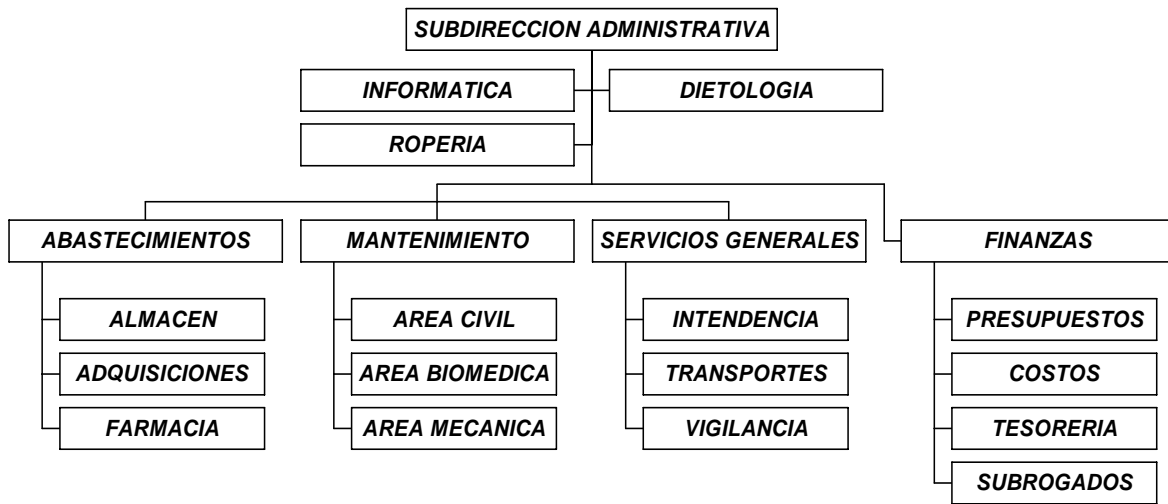 SUBDIRECCION ADMINISTRATIVA
INFORMATICA
DIETOLOGIA
ROPERIA
ABASTECIMIENTOS
MANTENIMIENTO
SERVICIOS GENERALES
FINANZAS
ALMACEN
AREA CIVIL
INTENDENCIA
PRESUPUESTOS
ADQUISICIONES
AREA BIOMEDICA
TRANSPORTES
COSTOS
FARMACIA
AREA MECANICA
VIGILANCIA
TESORERIA
SUBROGADOS